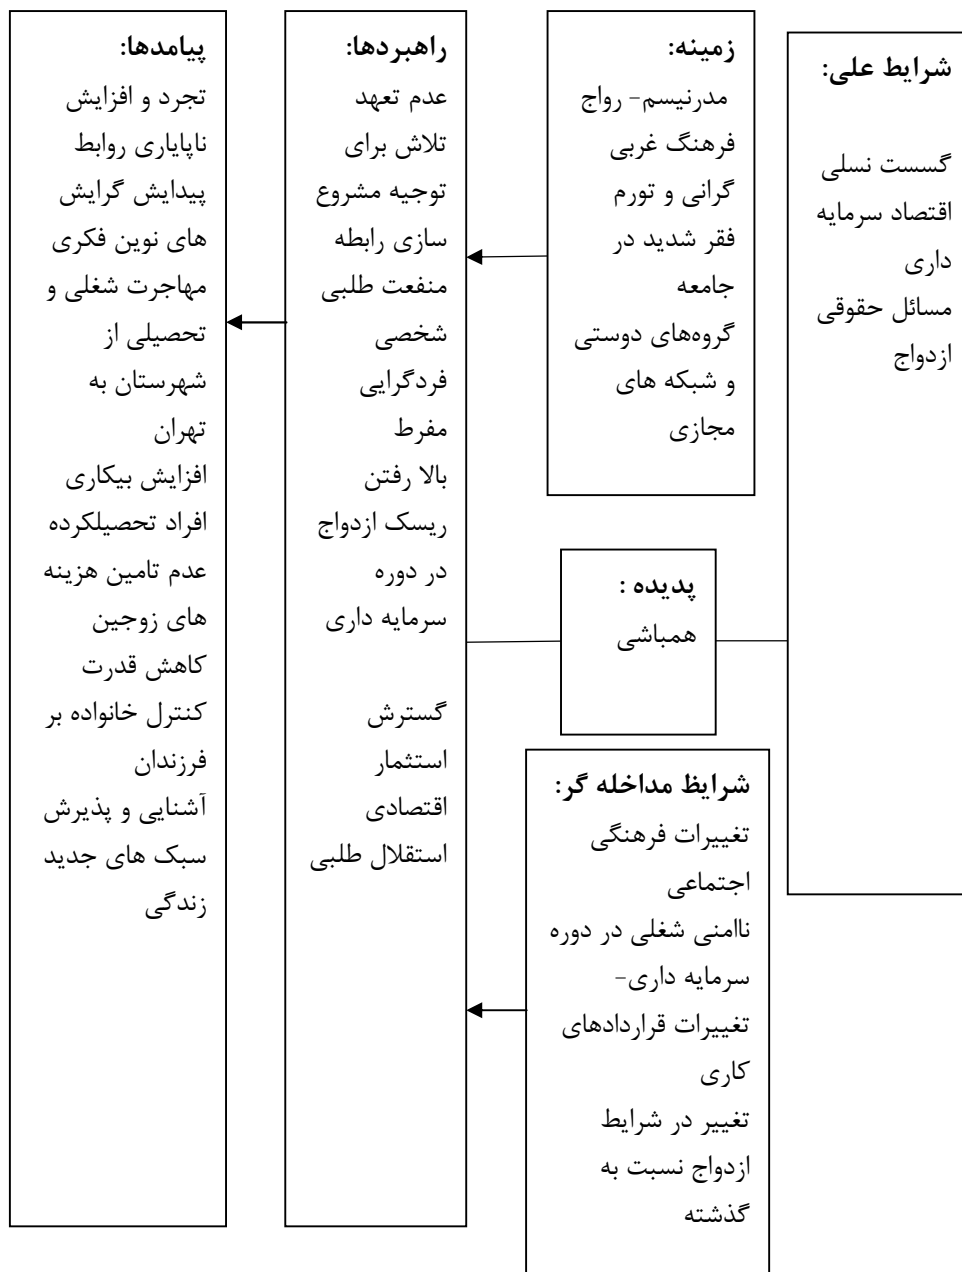 شرایط علی:
گسست نسلی
اقتصاد سرمایه
داری
مسائل حقوقی
ازدواج
زمینه:
مدرنیسم- رواج
فرهنگ غربی
گرانی و تورم
فقر شدید در
جامعه
گروه‌های دوستی
و شبکه های
مجازی
پدیده :
همباشی
شرایظ مداخله گر:
تغییرات فرهنگی
اجتماعی
ناامنی شغلی در دوره
سرمایه داری-
تغییرات قراردادهای
کاری
تغییر در شرایط
ازدواج نسبت به
گذشته
راهبردها:
عدم تعهد
تلاش برای
توجیه مشروع
سازی رابطه
منفعت طلبی
شخصی
فردگرایی
مفرط
بالا رفتن
ریسک ازدواج
در دوره
سرمایه داری
گسترش
استثمار
اقتصادی
استقلال طلبی
پیامدها:
تجرد و افزایش
ناپایاری روابط
پیدایش گرایش
های نوین فکری
مهاجرت شغلی و
تحصیلی از
شهرستان به
تهران
افزایش بیکاری
افراد تحصیلکرده
عدم تامین هزینه
های زوجین
کاهش قدرت
کنترل خانواده بر
فرزندان
آشنایی و پذیرش
سبک های جدید
زندگی